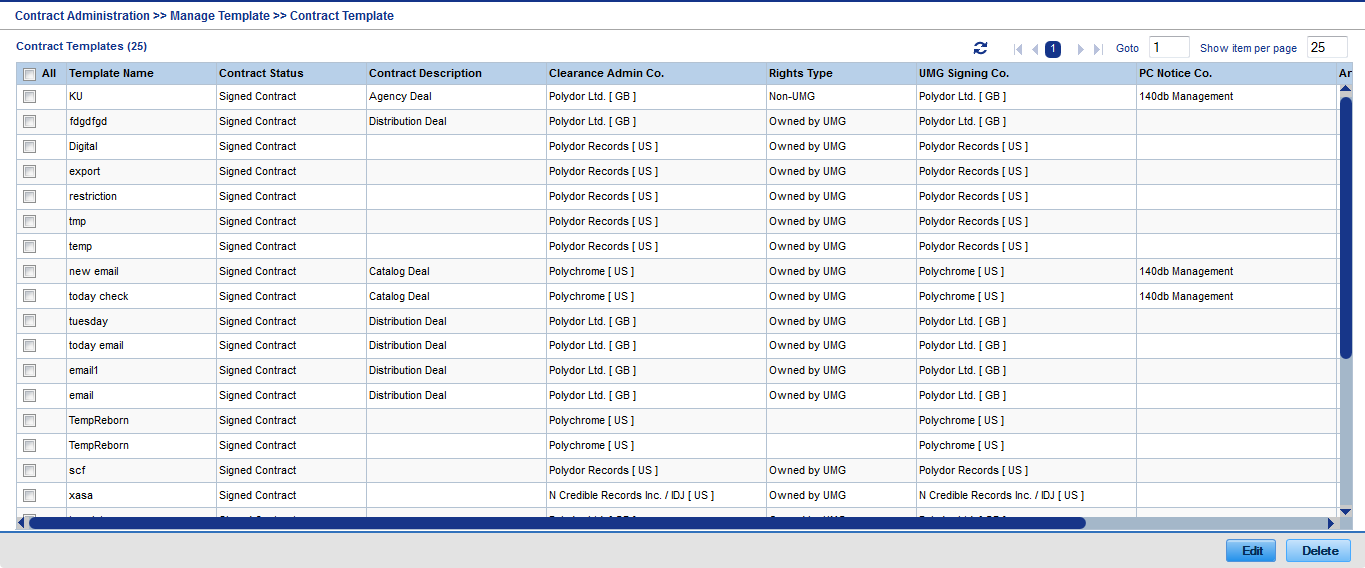 Contract Administration >> Manage Template >> Contract Template
Contract Templates (25) 1 Goto 1 Show item per page 25
All Template Name Contract Status Contract Description Clearance Admin Co. Rights Type UMG Signing Co. PC Notice Co. Ar
KU Signed Contract Agency Deal Polydor Ltd. [ GB ] Non-UMG Polydor Ltd. [ GB ] 140db Management
fdgdfgd Signed Contract Distribution Deal Polydor Ltd. [ GB ] Owned by UMG Polydor Ltd. [ GB ]
Digital Signed Contract Polydor Records [ US ] Owned by UMG Polydor Records [ US ]
export Signed Contract Polydor Records [ US ] Owned by UMG Polydor Records [ US ]
restriction Signed Contract Polydor Records [ US ] Owned by UMG Polydor Records [ US ]
tmp Signed Contract Polydor Records [ US ] Owned by UMG Polydor Records [ US ]
temp Signed Contract Polydor Records [ US ] Owned by UMG Polydor Records [ US ]
new email Signed Contract Catalog Deal Polychrome [ US ] Owned by UMG Polychrome [ US ] 140db Management
today check Signed Contract Catalog Deal Polychrome [ US ] Owned by UMG Polychrome [ US ] 140db Management
tuesday Signed Contract Distribution Deal Polydor Ltd. [ GB ] Owned by UMG Polydor Ltd. [ GB ]
today email Signed Contract Distribution Deal Polydor Ltd. [ GB ] Owned by UMG Polydor Ltd. [ GB ]
email1 Signed Contract Distribution Deal Polydor Ltd. [ GB ] Owned by UMG Polydor Ltd. [ GB ]
email Signed Contract Distribution Deal Polydor Ltd. [ GB ] Owned by UMG Polydor Ltd. [ GB ]
TempReborn Signed Contract Polychrome [ US ] Polychrome [ US ]
TempReborn Signed Contract Polychrome [ US ] Polychrome [ US ]
scf Signed Contract Polydor Records [ US ] Owned by UMG Polydor Records [ US ]
xasa Signed Contract N Credible Records Inc. / IDJ [ US ] Owned by UMG N Credible Records Inc. / IDJ [ US ]
Edit Delete